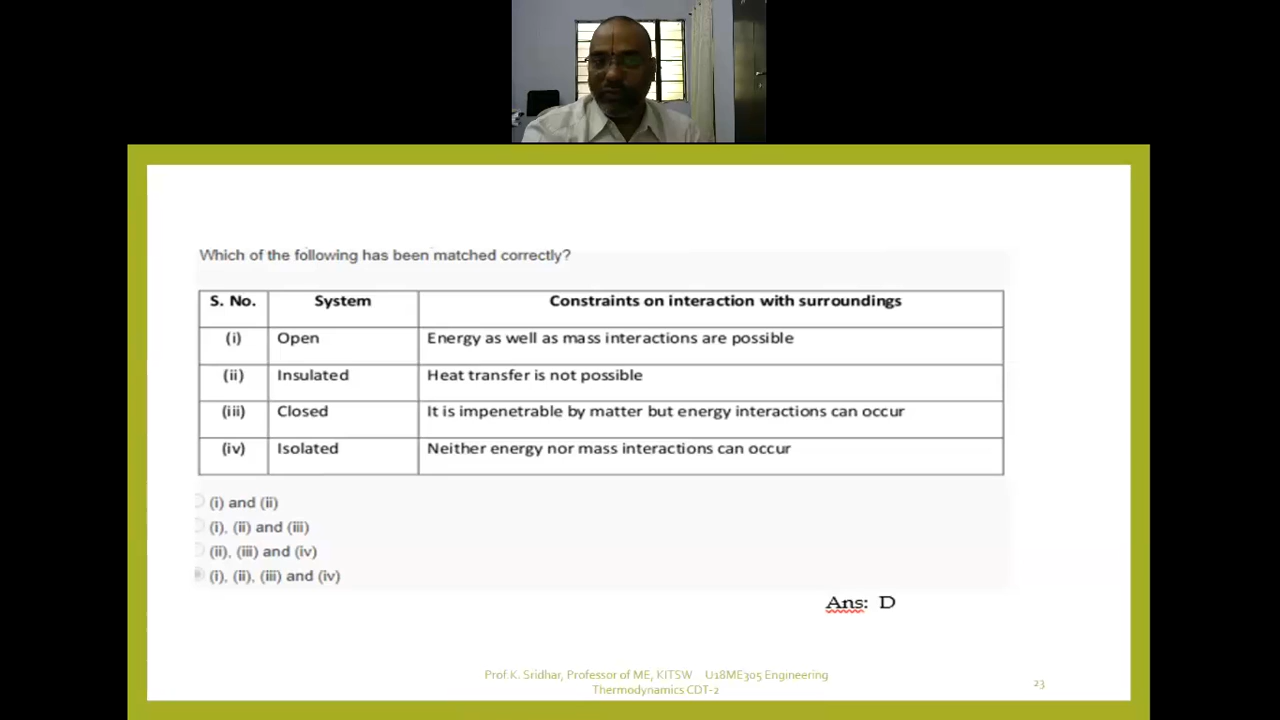 Which of the following has been matched correctly?
S. No. System Constraints on interaction with surroundings
(i) Open Energy as well as mass interactions are possible
(ii) Insulated Heat transfer is not possible
(iii) Closed It is impenetrable by matter but energy interactions can occur
(iv) Isolated Neither energy nor mass interactions can occur
(i) and (ii)
(i), (ii) and (iii)
(ii), (iii) and (iv)
(i), (ii), (iii) and (iv)
Ans: D
Prof.K. Sridhar, Professor of ME, KITSW U18ME305 Engineering
Thermodynamics CDT-2
23